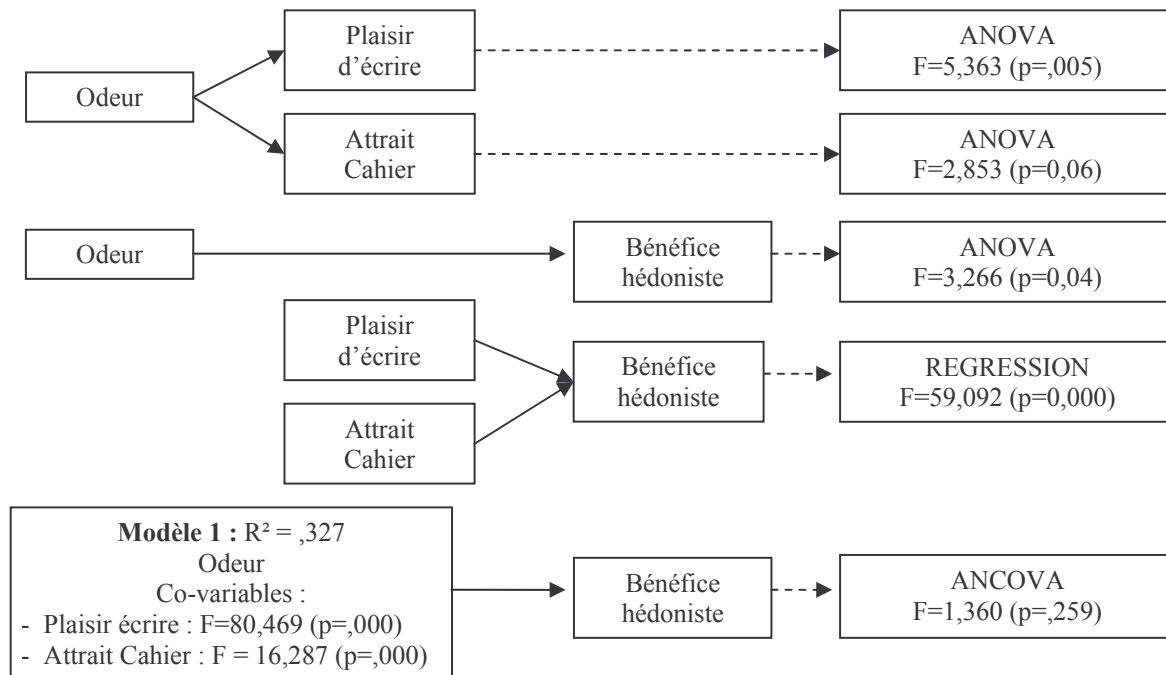 Odeur
Plaisir
d’écrire
ANOVA
F=5,363 (p=,005)
Attrait
Cahier
ANOVA
F=2,853 (p=0,06)
Odeur
Bénéfice
hédoniste
ANOVA
F=3,266 (p=0,04)
Plaisir
d’écrire
Attrait
Cahier
Bénéfice
hédoniste
REGRESSION
F=59,092 (p=0,000)
Modèle 1 : R² = ,327
Odeur
Co-variables :
- Plaisir écrire : F=80,469 (p=,000)
- Attrait Cahier : F = 16,287 (p=,000)
Bénéfice
hédoniste
ANCOVA
F=1,360 (p=,259)